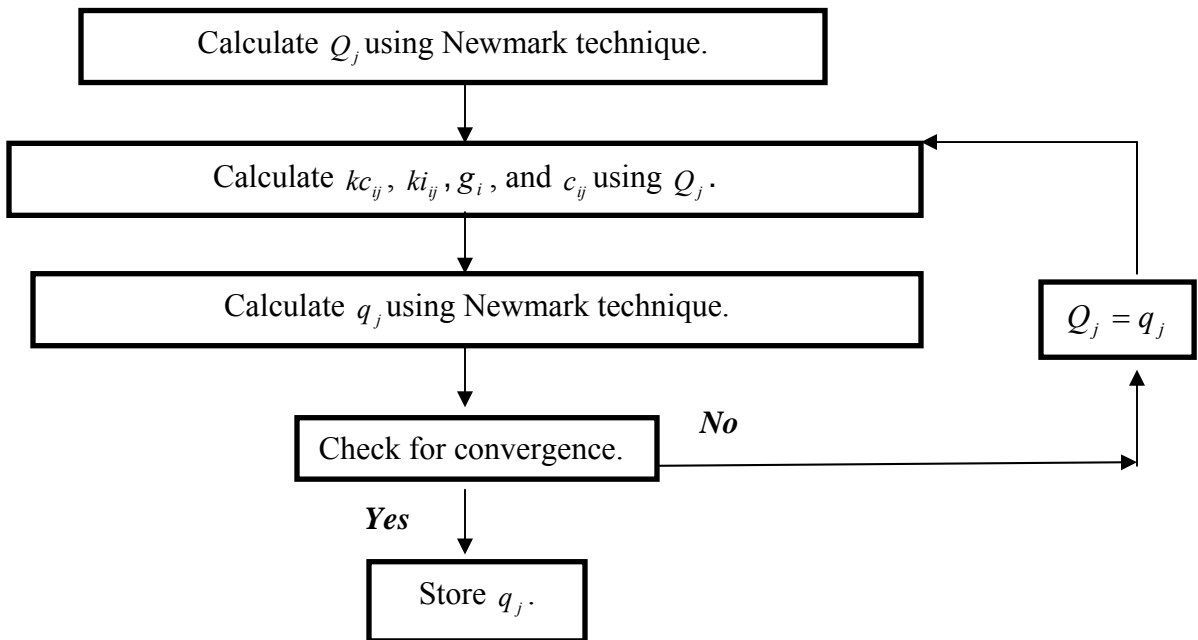 Calculate Q_j using Newmark technique.
Calculate kc_ij, ki_ij, g_i, and c_ij using Q_j.
Calculate q_j using Newmark technique.
Q_j = q_j
Check for convergence.
No
Yes
Store q_j.